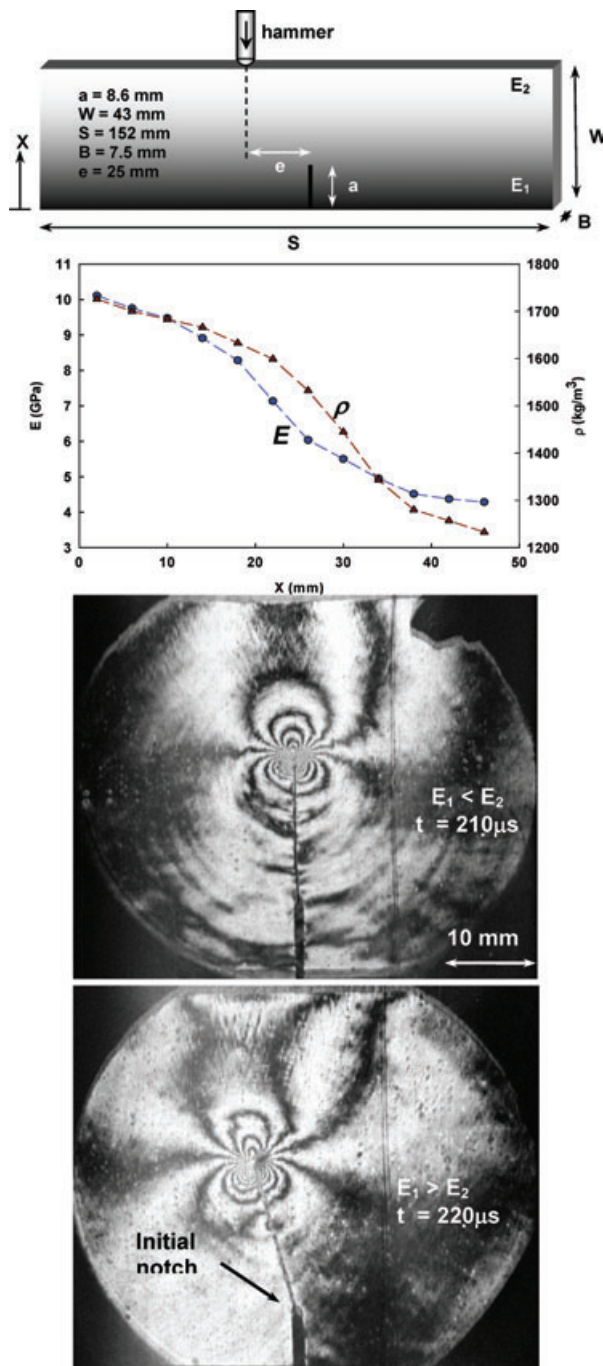 hammer
E₂
a = 8.6 mm
W = 43 mm
S = 152 mm
B = 7.5 mm
e = 25 mm
X
W
e
a
E₁
B
S
11
10
9
8
7
6
5
4
3
E (GPa)
1800
1700
1600
1500
1400
1300
1200
ρ (kg/m³)
ρ
E
0
10
20
30
40
50
X (mm)
E₁ < E₂
t = 210µs
10 mm
E₁ > E₂
t = 220µs
Initial
notch